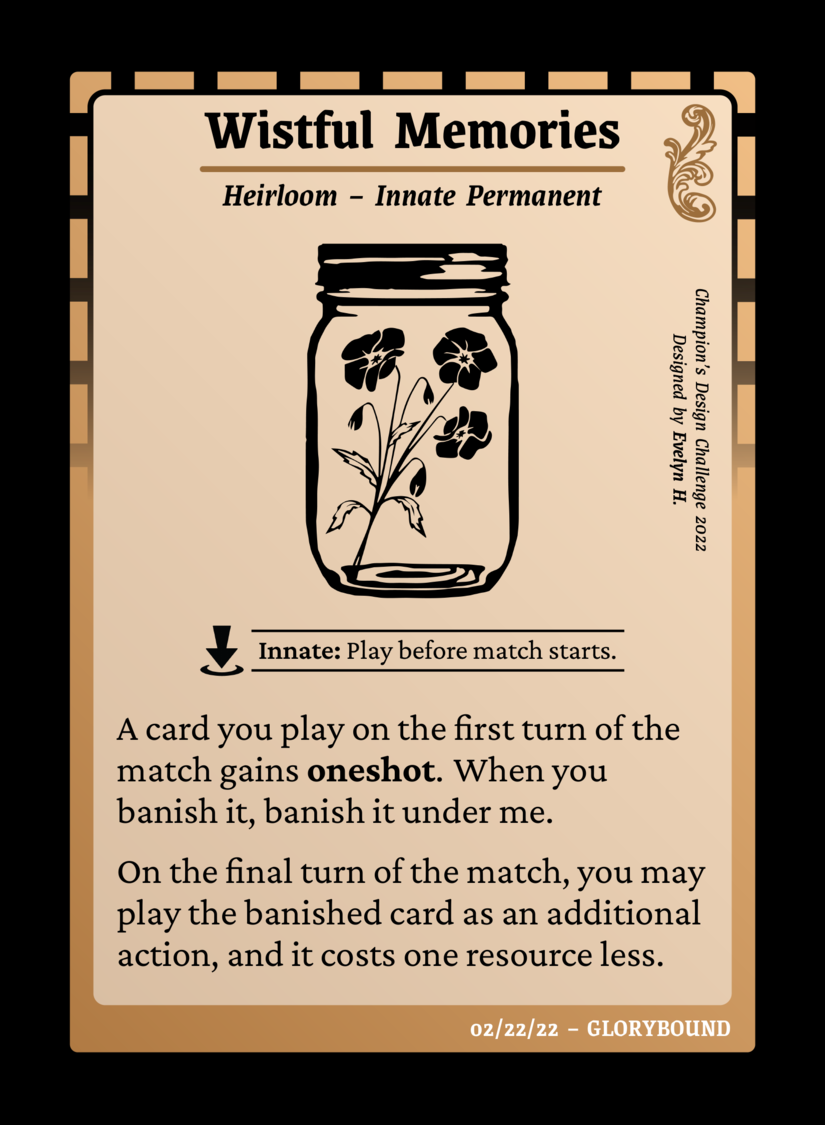 Wistful Memories
Heirloom – Innate Permanent
Champion's Design Challenge 2022
Designed by Evelyn H.
Innate: Play before match starts.
A card you play on the first turn of the
match gains oneshot. When you
banish it, banish it under me.
On the final turn of the match, you may
play the banished card as an additional
action, and it costs one resource less.
02/22/22 – GLORYBOUND